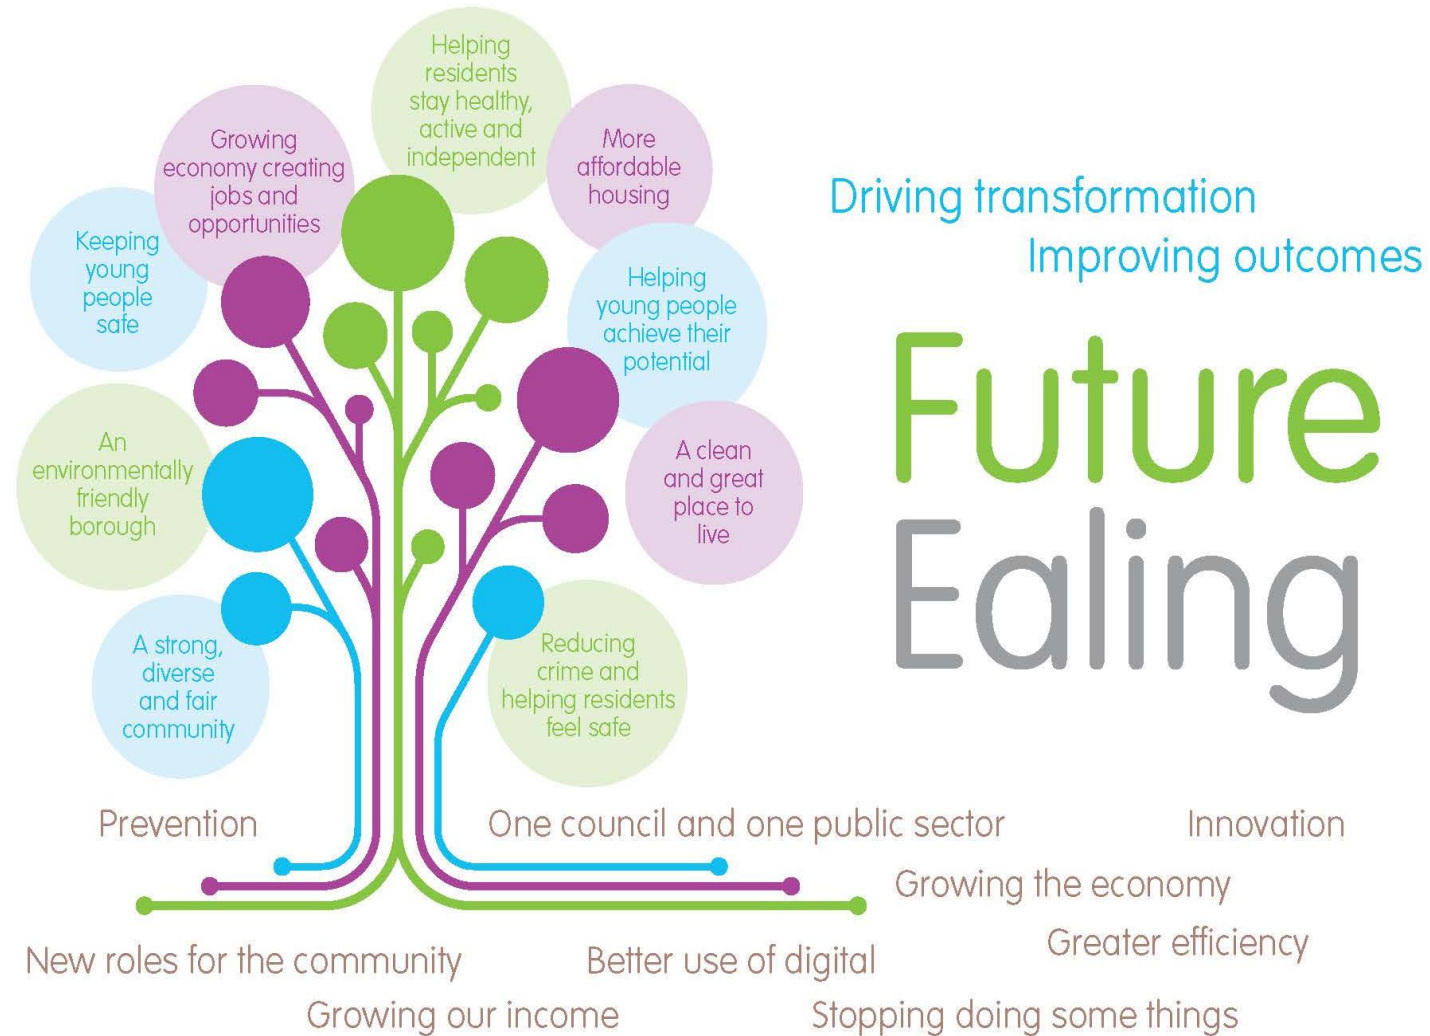 Helping
residents
stay healthy,
active and
independent
Growing
economy creating
jobs and
opportunities
More
affordable
housing
Keeping
young
people
safe
Helping
young people
achieve their
potential
An
environmentally
friendly
borough
A clean
and great
place to
live
A strong,
diverse
and fair
community
Reducing
crime and
helping residents
feel safe
Driving transformation
Improving outcomes
Future
Ealing
Prevention
One council and one public sector
Innovation
Growing the economy
Greater efficiency
New roles for the community
Better use of digital
Growing our income
Stopping doing some things